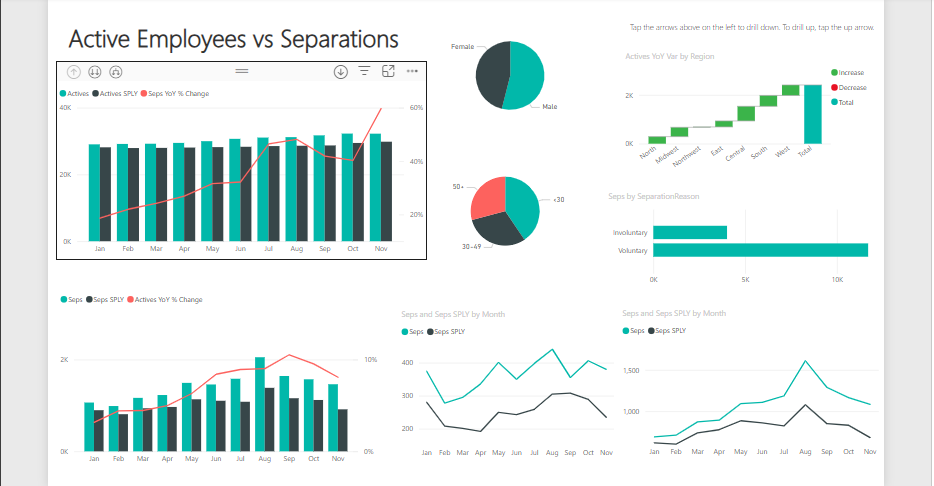 Active Employees vs Separations
Tap the arrows above on the left to drill down. To drill up, tap the up arrow.
Actives Actives SPLY Seps YoY % Change
40K
20K
0K
60%
40%
20%
Jan Feb Mar Apr May Jun Jul Aug Sep Oct Nov
Female
Male
50+
<30
30-49
Actives YoY Var by Region
Increase
Decrease
Total
2K
0K
North Midwest Northwest East Central South West Total
Seps by SeparationReason
Involuntary
Voluntary
0K 5K 10K
Seps Seps SPLY Actives YoY % Change
2K
0K
10%
0%
Jan Feb Mar Apr May Jun Jul Aug Sep Oct Nov
Seps and Seps SPLY by Month
Seps Seps SPLY
400
300
200
Jan Feb Mar Apr May Jun Jul Aug Sep Oct Nov
Seps and Seps SPLY by Month
Seps Seps SPLY
1,500
1,000
Jan Feb Mar Apr May Jun Jul Aug Sep Oct Nov